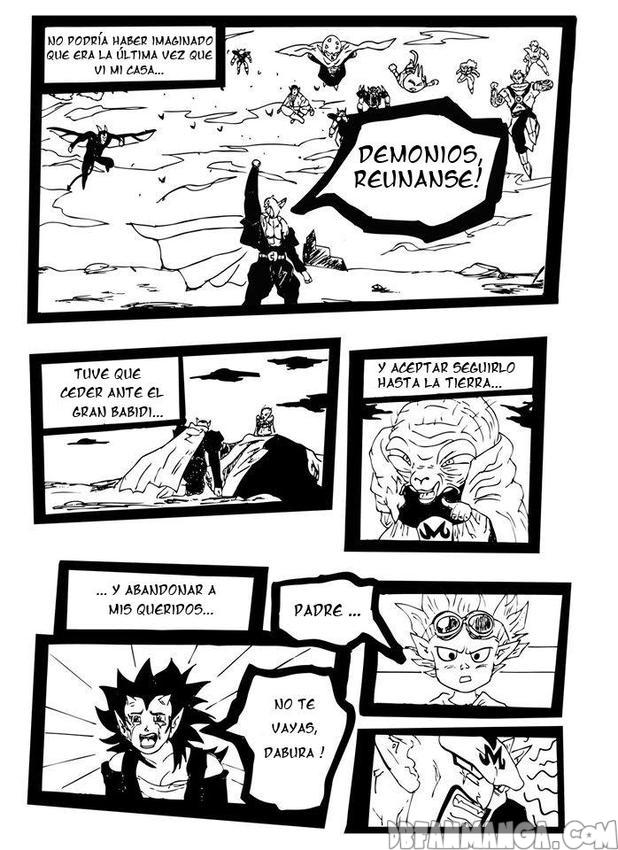 NO PODRÍA HABER IMAGINADO
QUE ERA LA ÚLTIMA VEZ QUE
VI MI CASA...
DEMONIOS,
REUNANSE!
TUVE QUE
CEDER ANTE EL
GRAN BABIDI...
Y ACEPTAR SEGUIRLO
HASTA LA TIERRA...
M
... Y ABANDONAR A
MIS QUERIDOS...
PADRE ...
NO TE
VAYAS,
DABURA !
M
DBFANMANGA.COM